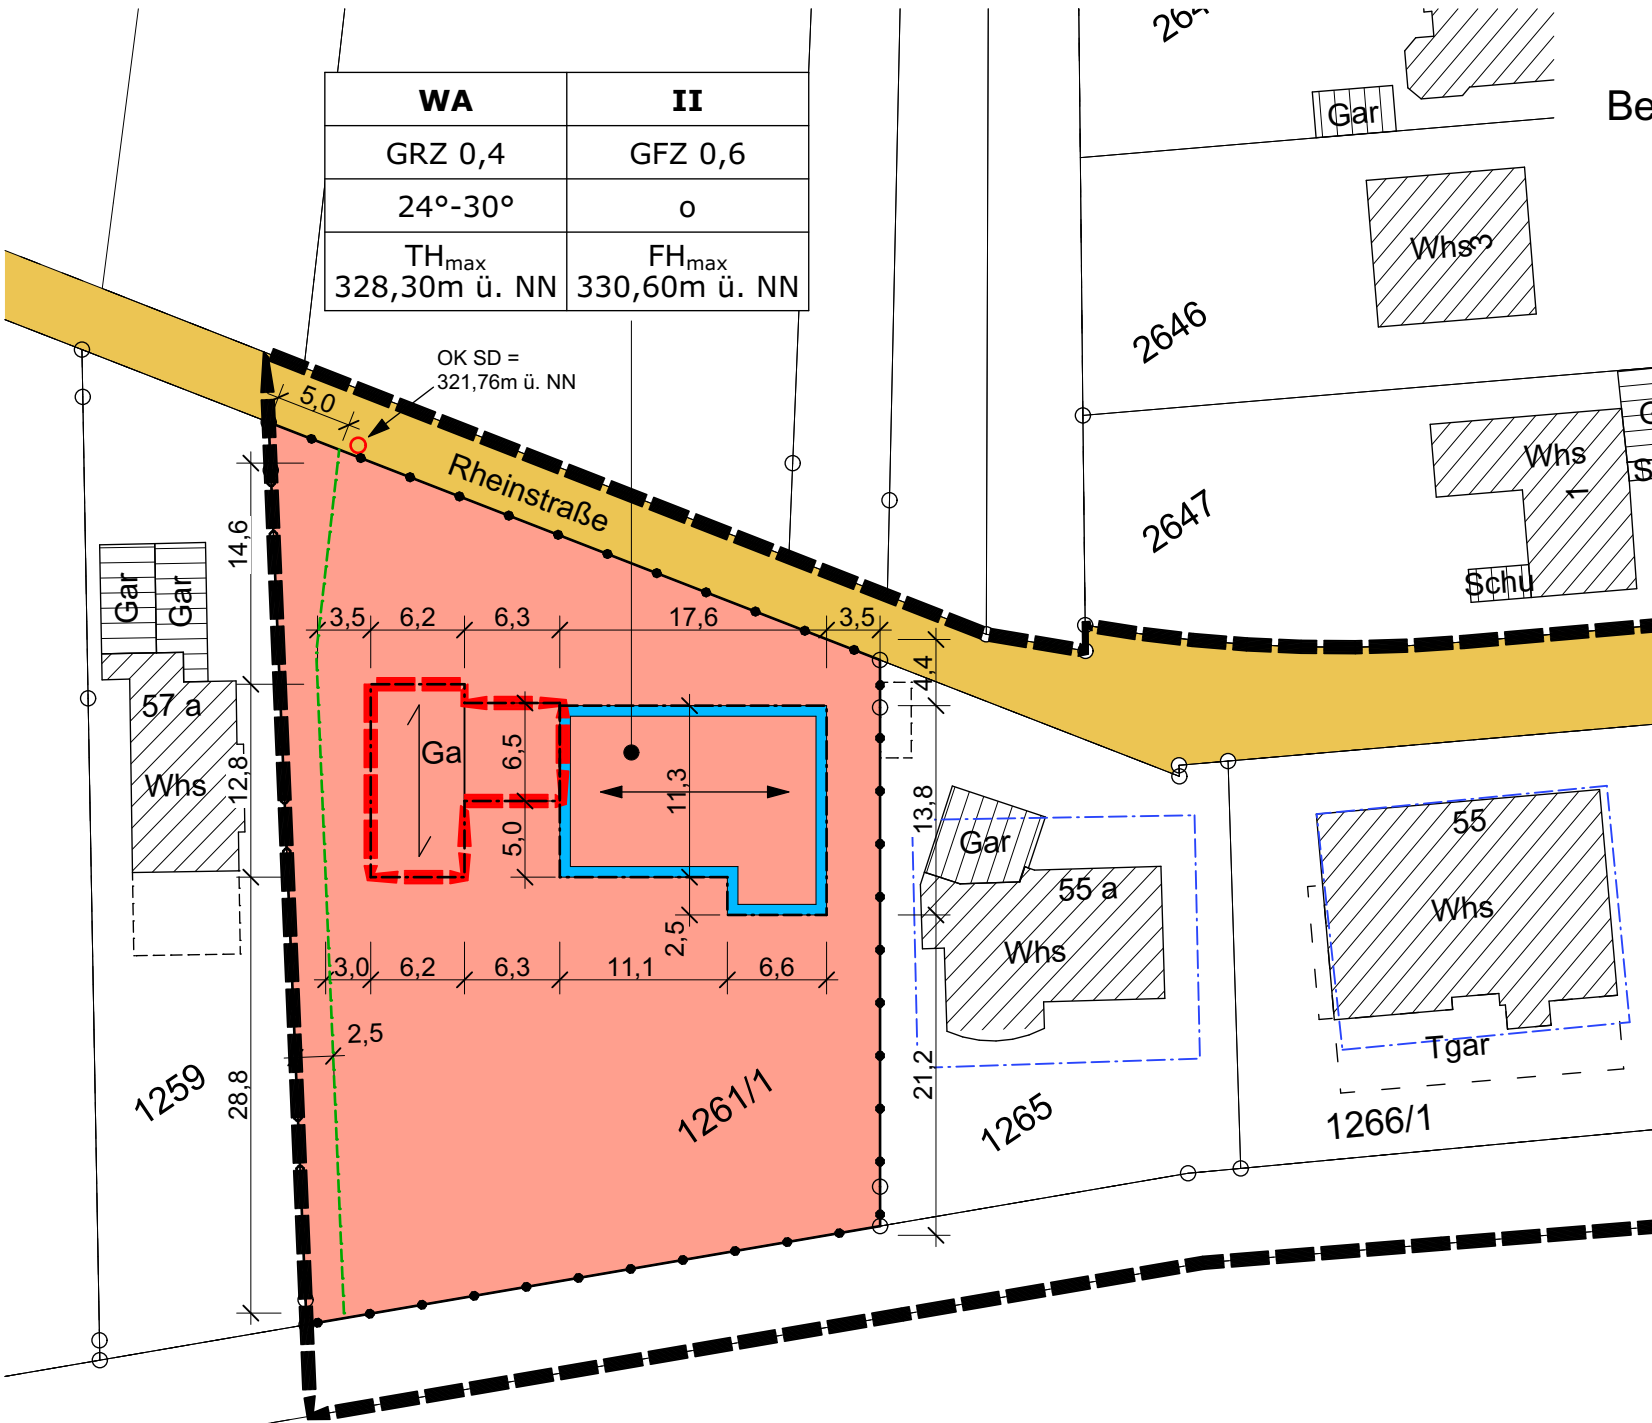 264
Be
Gar
WA II
GRZ 0,4 GFZ 0,6
24°-30° o
THmax FHmax
328,30m ü. NN 330,60m ü. NN
Whs 3
2646
OK SD =
321,76m ü. NN
5,0
Rheinstraße
Whs
1
2647
Schu
14,6
Gar
Gar
3,5 6,2 6,3 17,6 3,5
4,4
57 a
Whs
12,8
Ga
6,5
11,3
5,0
13,8
Gar
55 a
Whs
55
Whs
Tgar
2,5
3,0 6,2 6,3 11,1 6,6
2,5
28,8
21,2
1259
1261/1
1265
1266/1